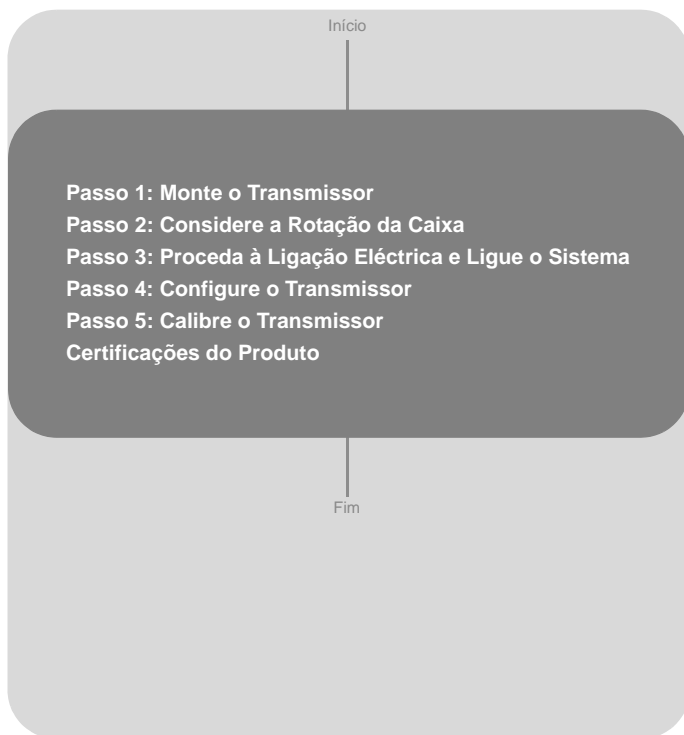 Início
Passo 1: Monte o Transmissor
Passo 2: Considere a Rotação da Caixa
Passo 3: Proceda à Ligação Eléctrica e Ligue o Sistema
Passo 4: Configure o Transmissor
Passo 5: Calibre o Transmissor
Certificações do Produto
Fim